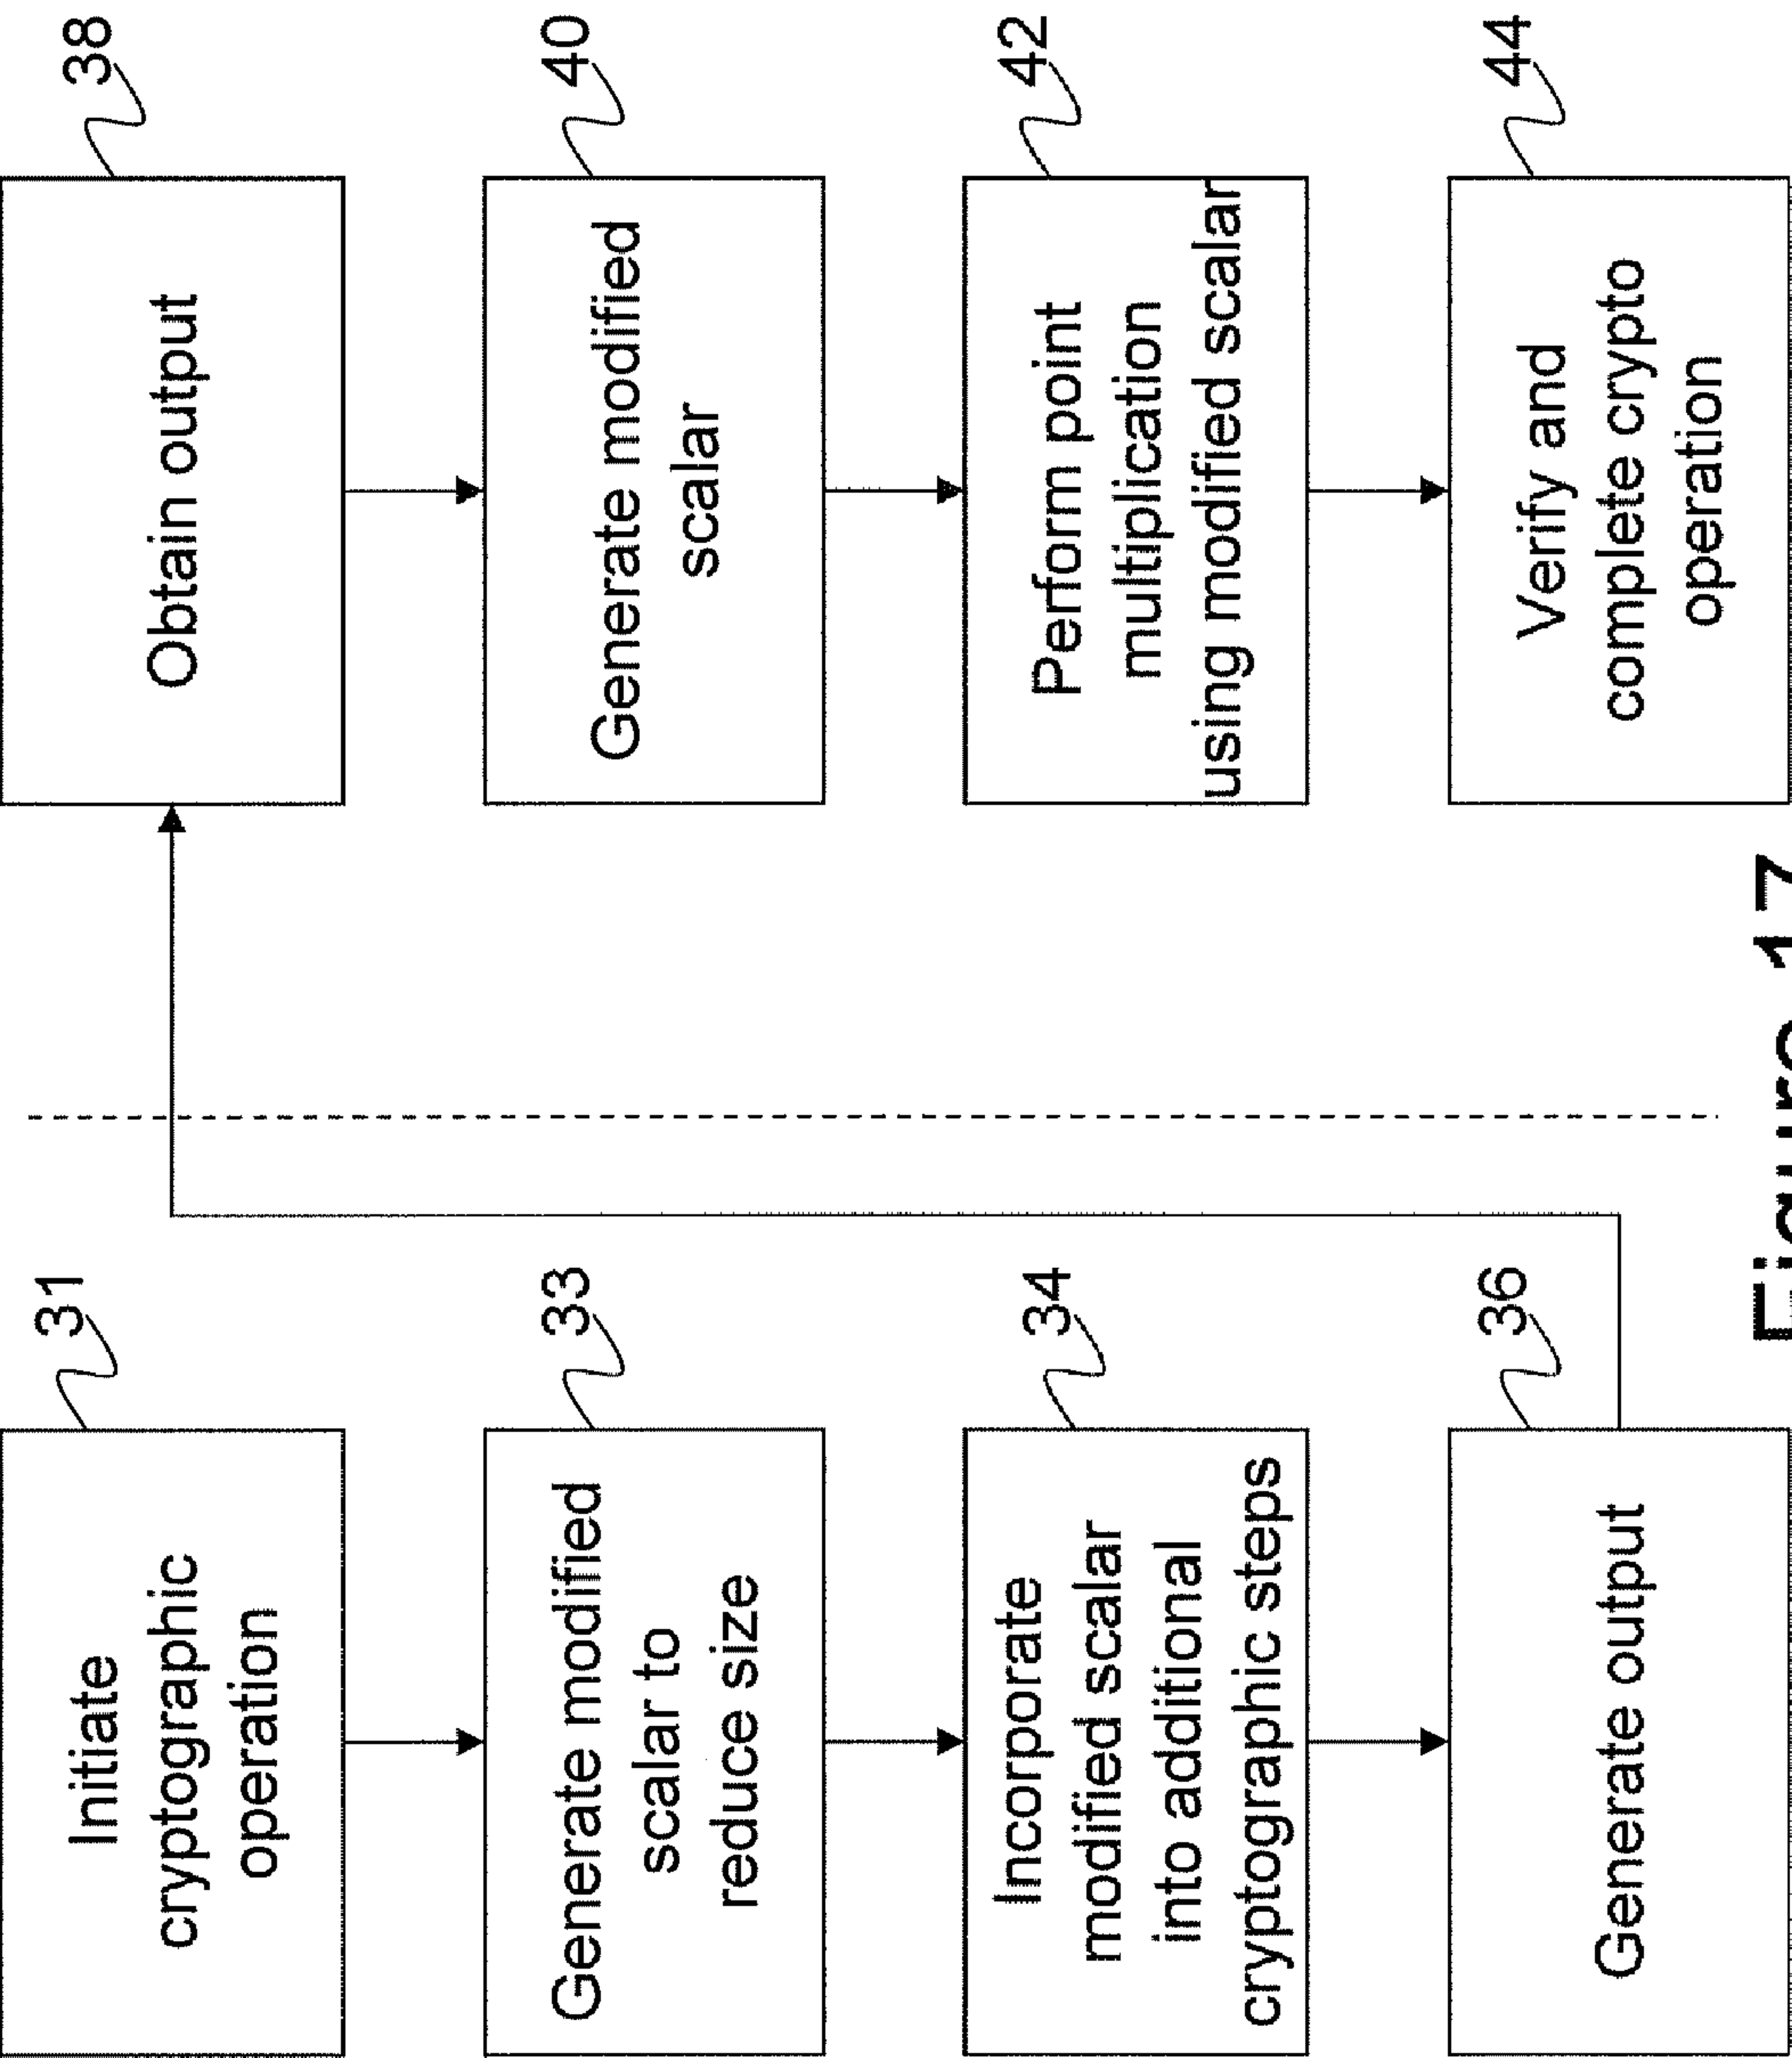 Initiate
cryptographic
operation
31
Generate modified
scalar to
reduce size
33
Incorporate
modified scalar
into additional
cryptographic steps
34
Generate output
36
Obtain output
38
Generate modified
scalar
40
Perform point
multiplication
using modified scalar
42
Verify and
complete crypto
operation
44
Figure 17